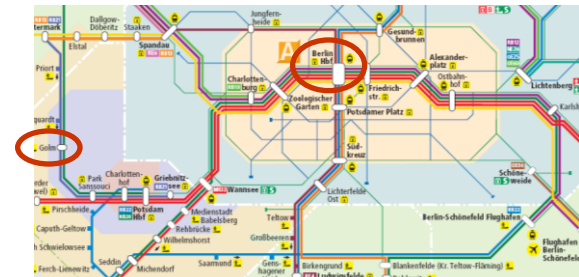 Dallgow-
Döberitz
Staaken
Elstal
Spandau
Jungfern-
heide
Gesund-
brunnen
A
Berlin
Hbf
Alexander-
platz
Ostbahn-
hof
Lichtenberg
Priort
Charlotten-
burg
Zoologischer
Garten
Friedrich-
str.
Potsdamer Platz
Golm
Süd-
kreuz
Park
Sanssouci
Charlotten-
hof
Griebnitz-
see
Wannsee
Lichterfelde
Ost
Schöne-
weide
Potsdam
Hbf
Pirschheide
Medienstadt
Babelsberg
Rehbrücke
Wilhelmshorst
Teltow
Großbeeren
Berlin-Schönefeld Flughafen
Caputh-Geltow
Flughafen
Berlin-
Schönefeld
Seddin
Michendorf
Saarmund
Birkengrund
Blankenfelde (Kr. Teltow-Fläming)
Ferch-Lienewitz